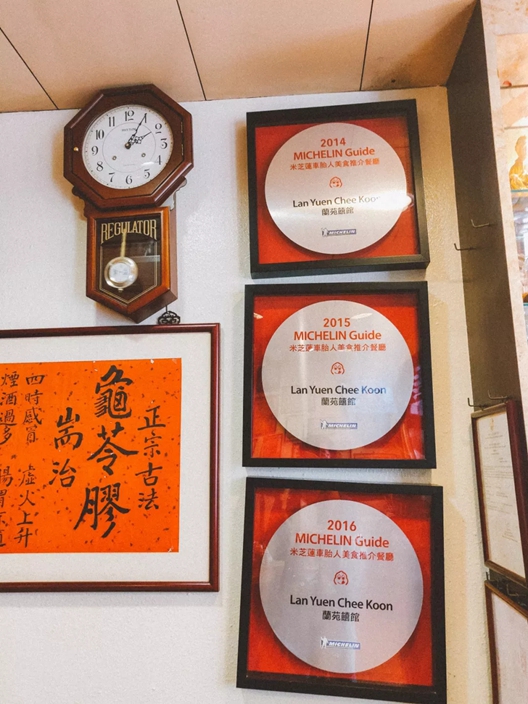 REGULATOR
2014
MICHELIN Guide
米芝蓮車胎人美食推介餐廳
Lan Yuen Chee Koon
蘭苑饎館
MICHELIN
2015
MICHELIN Guide
米芝蓮車胎人美食推介餐廳
Lan Yuen Chee Koon
蘭苑饎館
MICHELIN
2016
MICHELIN Guide
米芝蓮車胎人美食推介餐廳
Lan Yuen Chee Koon
蘭苑饎館
MICHELIN
正宗古法
龜苓膠
耑治
四時感冒 虛火上升
煙酒過多 腸胃不